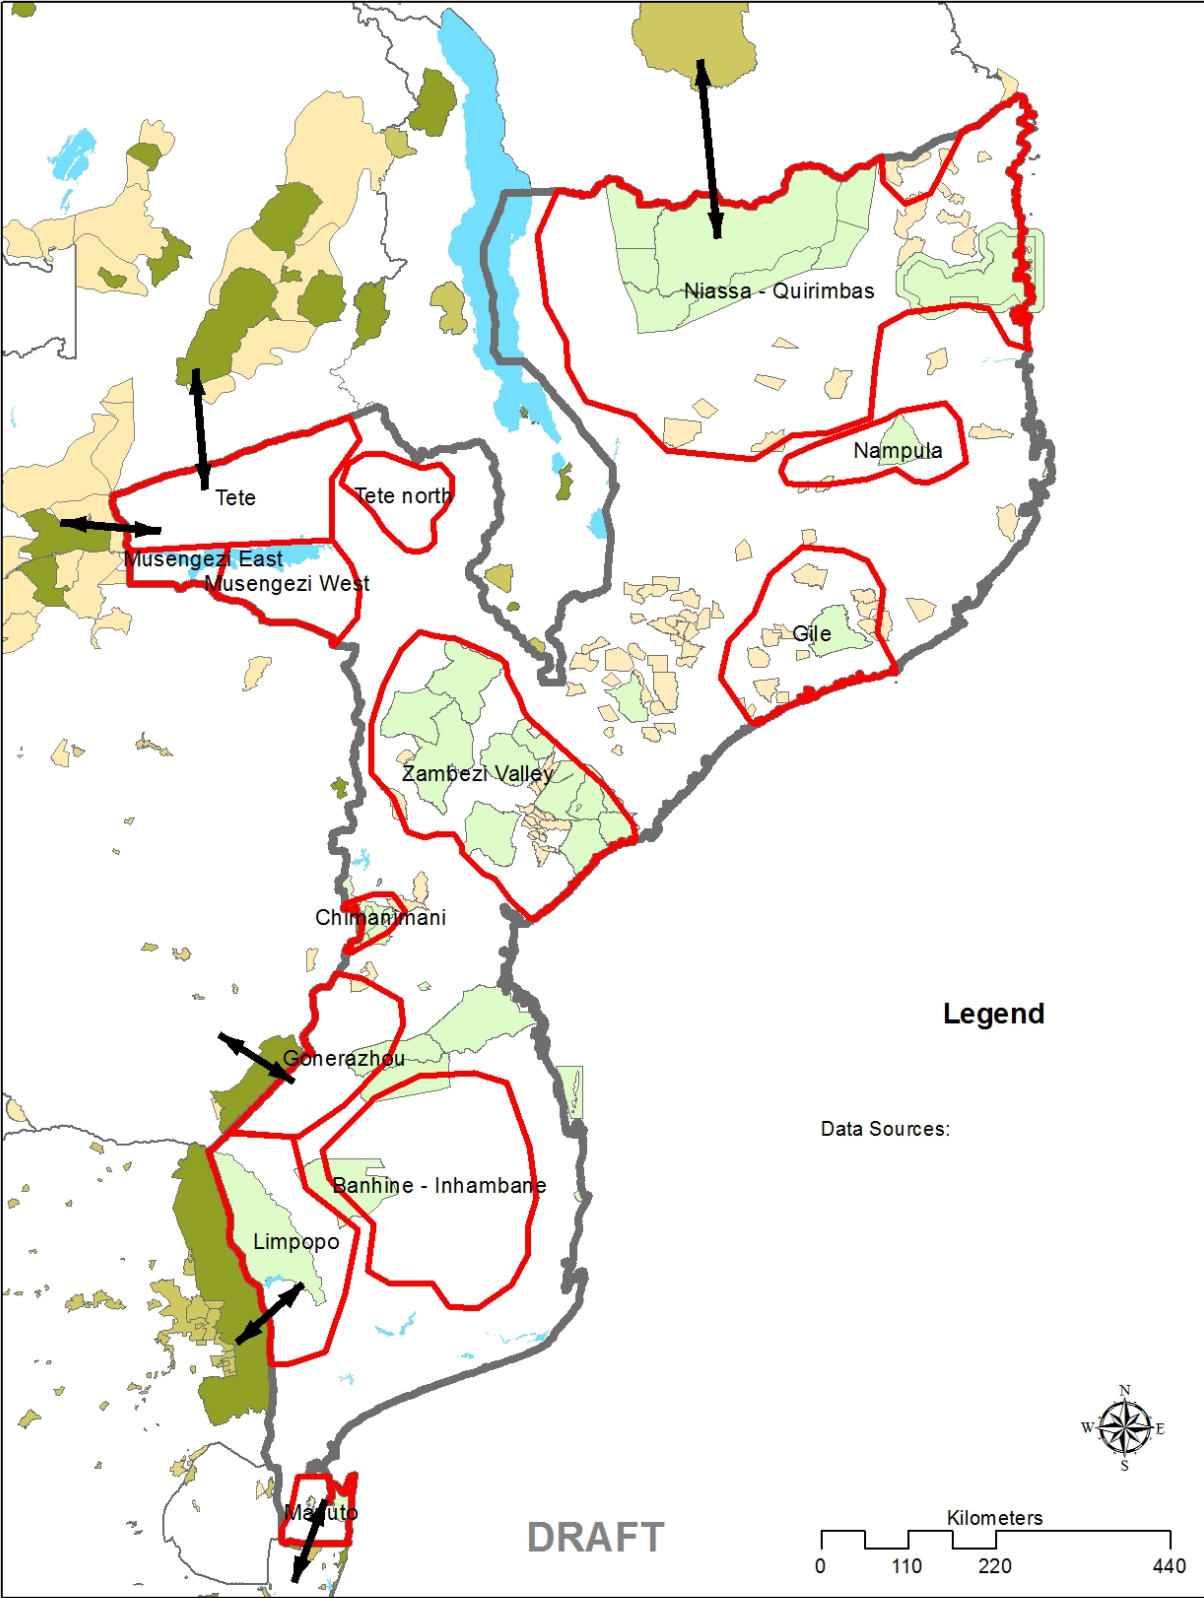 Niassa - Quirimbas
Nampula
Tete
Tete north
Musengezi East
Musengezi West
Gile
Zambezi Valley
Chimanimani
Legend
Gonerazhou
Data Sources:
Banhine - Inhambane
Limpopo
N
W
E
S
Maputo
DRAFT
Kilometers
0 110 220 440